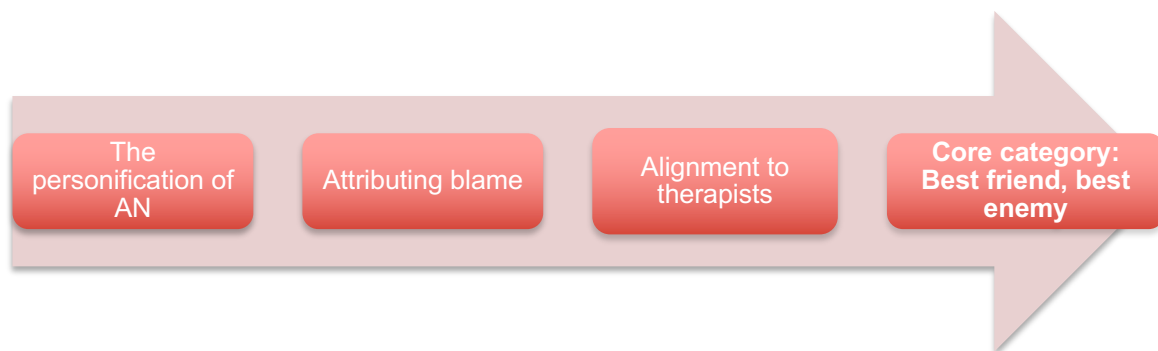 The
personification of
AN
Attributing blame
Alignment to
therapists
Core category:
Best friend, best
enemy